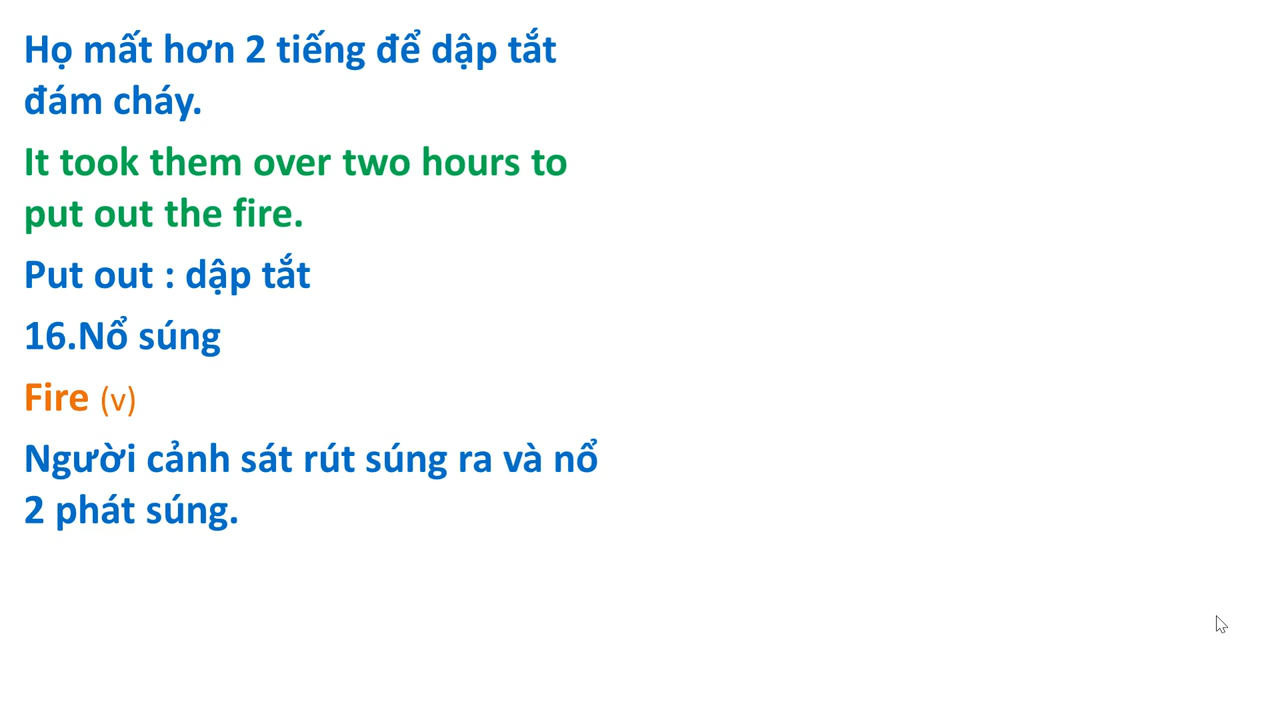 Họ mất hơn 2 tiếng để dập tắt
đám cháy.
It took them over two hours to
put out the fire.
Put out : dập tắt
16.Nổ súng
Fire (v)
Người cảnh sát rút súng ra và nổ
2 phát súng.